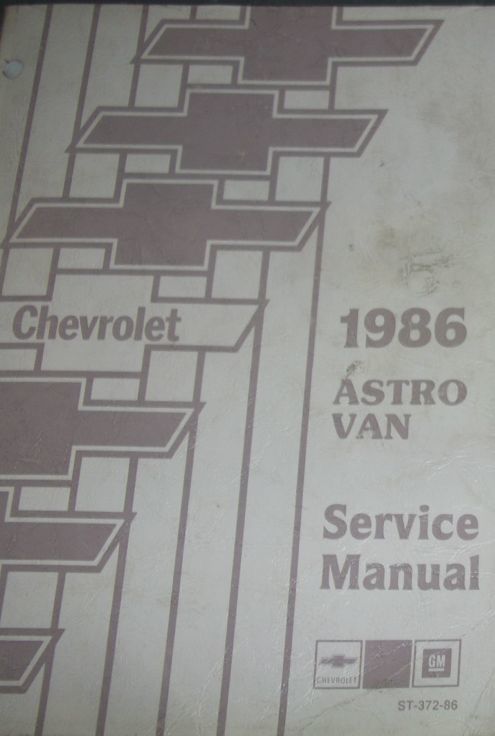 Chevrolet
1986
ASTRO
VAN
Service
Manual
CHEVROLET
GM
ST-372-86